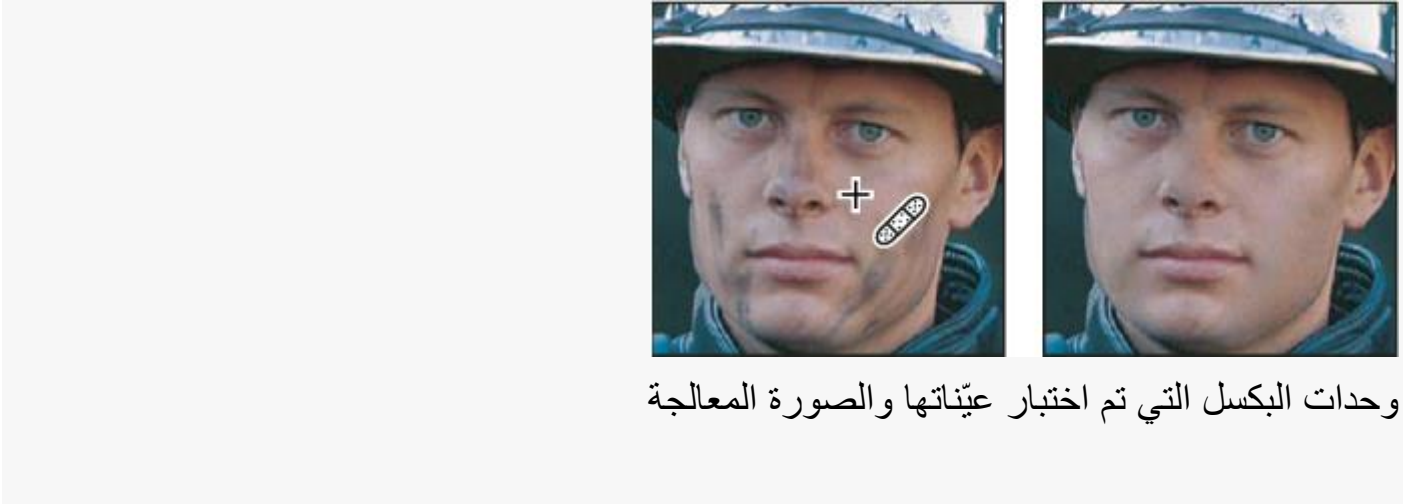 وحدات البكسل التي تم اختبار عيّناتها والصورة المعالجة